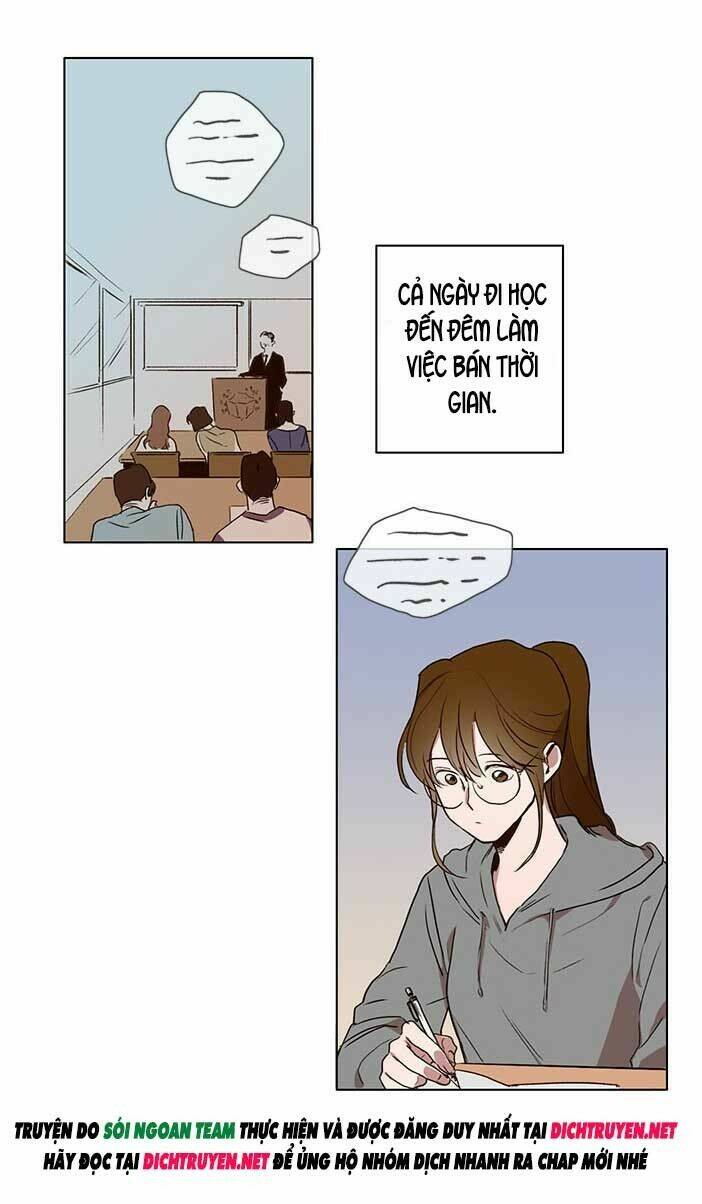 CẢ NGÀY ĐI HỌC
ĐẾN ĐÊM LÀM
VIỆC BÁN THỜI
GIAN.
TRUYỆN DO SÓI NGOAN TEAM THỰC HIỆN VÀ ĐƯỢC ĐĂNG DUY NHẤT TẠI DICHTRUYEN.NET
HÃY ĐỌC TẠI DICHTRUYEN.NET ĐỂ ỦNG HỘ NHÓM DỊCH NHANH RA CHAP MỚI NHÉ